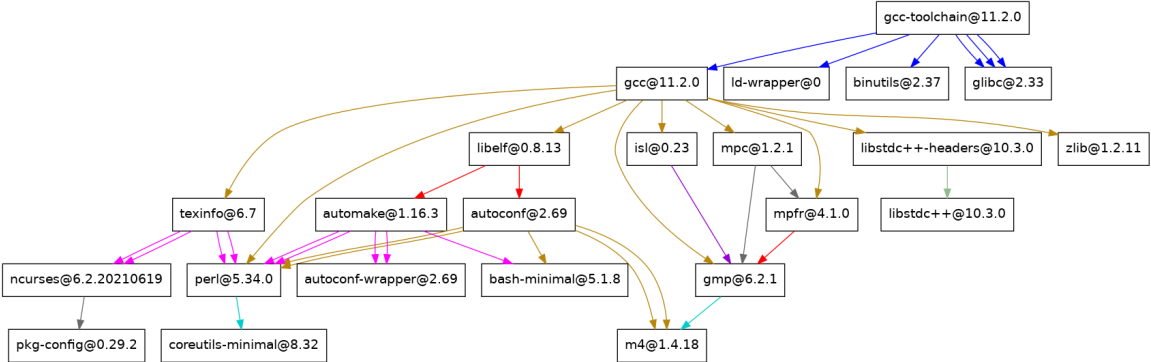 gcc-toolchain@11.2.0
gcc@11.2.0
ld-wrapper@0
binutils@2.37
glibc@2.33
libelf@0.8.13
isl@0.23
mpc@1.2.1
libstdc++-headers@10.3.0
zlib@1.2.11
texinfo@6.7
automake@1.16.3
autoconf@2.69
mpfr@4.1.0
libstdc++@10.3.0
ncurses@6.2.20210619
perl@5.34.0
autoconf-wrapper@2.69
bash-minimal@5.1.8
gmp@6.2.1
pkg-config@0.29.2
coreutils-minimal@8.32
m4@1.4.18